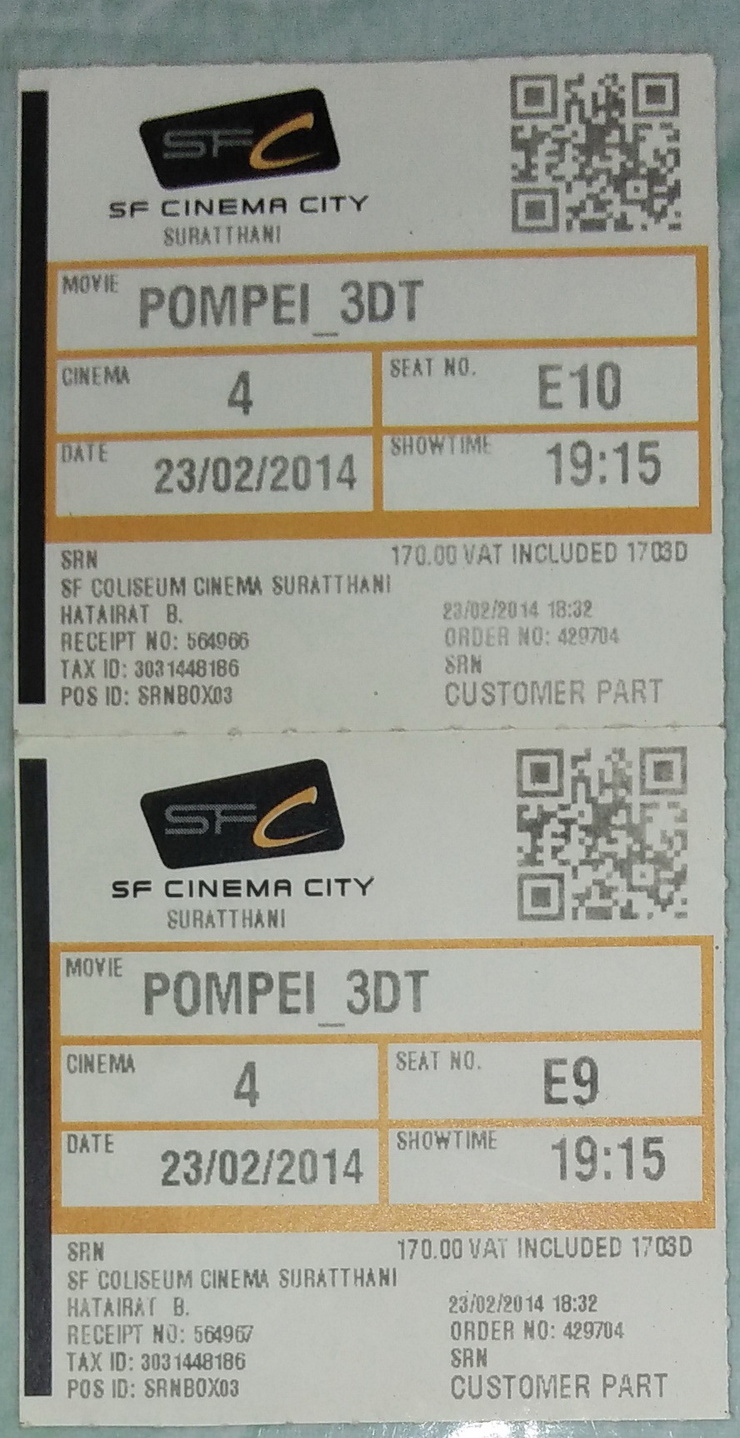 SFC
SF CINEMA CITY
SURATTHANI
MOVIE POMPEI_3DT
CINEMA 4 SEAT NO. E10
DATE 23/02/2014 SHOWTIME 19:15
SRN 170.00 VAT INCLUDED 1703D
SF COLISEUM CINEMA SURATTHANI
HATAIRAT B. 23/02/2014 18:32
RECEIPT NO: 564966 ORDER NO: 429704
TAX ID: 3031448186 SRN
POS ID: SRNBOX03 CUSTOMER PART
SFC
SF CINEMA CITY
SURATTHANI
MOVIE POMPEI_3DT
CINEMA 4 SEAT NO. E9
DATE 23/02/2014 SHOWTIME 19:15
SRN 170.00 VAT INCLUDED 1703D
SF COLISEUM CINEMA SURATTHANI
HATAIRAT B. 23/02/2014 18:32
RECEIPT NO: 564967 ORDER NO: 429704
TAX ID: 3031448186 SRN
POS ID: SRNBOX03 CUSTOMER PART